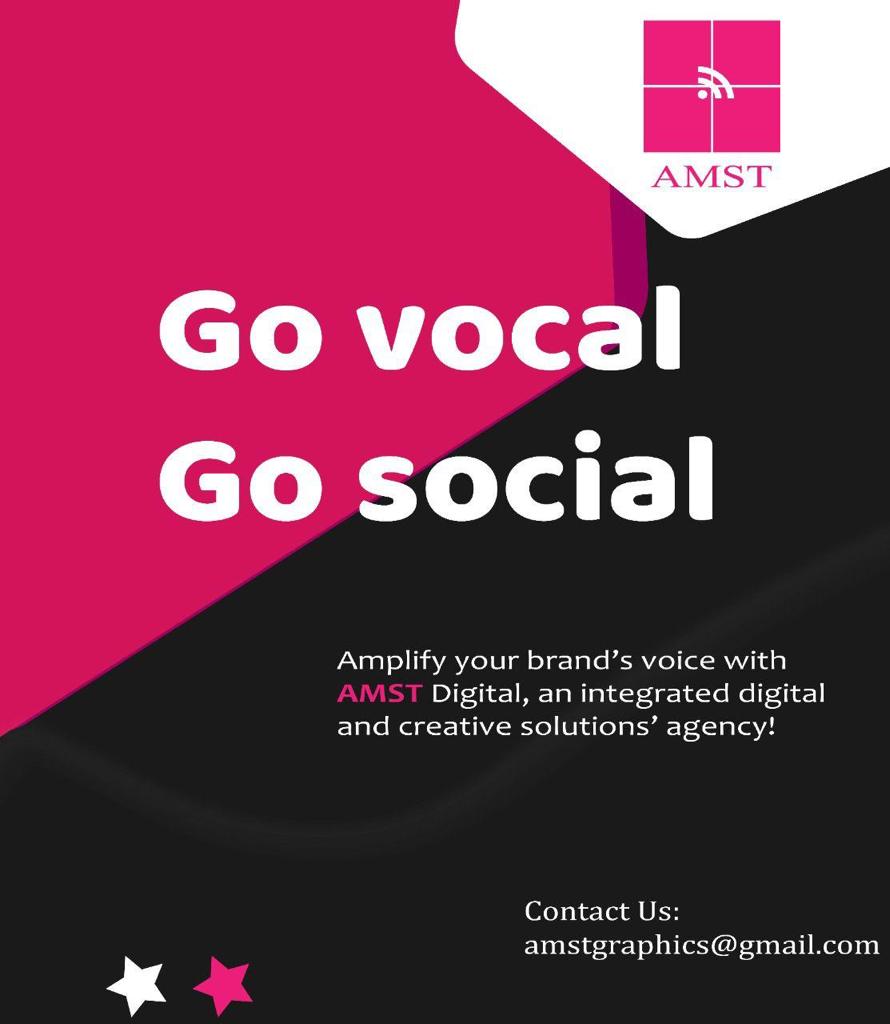 AMST
Go vocal
Go social
Amplify your brand’s voice with
AMST Digital, an integrated digital
and creative solutions’ agency!
Contact Us:
amstgraphics@gmail.com